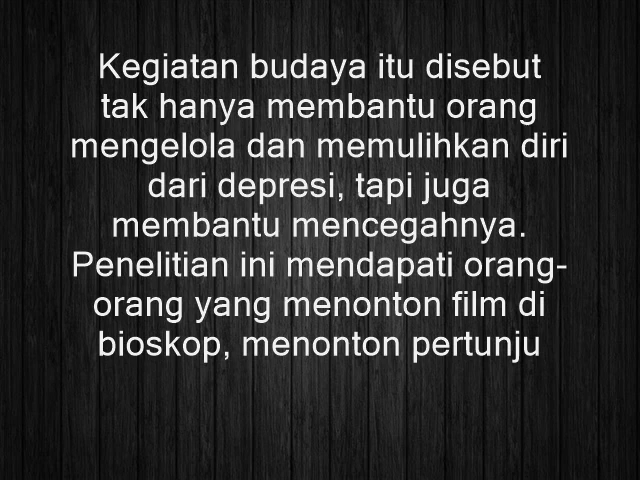 Kegiatan budaya itu disebut
tak hanya membantu orang
mengelola dan memulihkan diri
dari depresi, tapi juga
membantu mencegahnya.
Penelitian ini mendapati orang-
orang yang menonton film di
bioskop, menonton pertunju